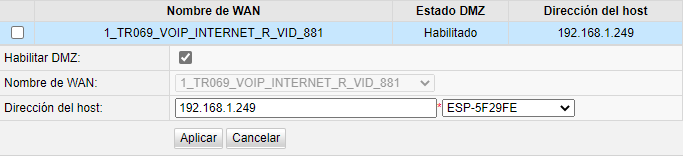 Nombre de WAN Estado DMZ Dirección del host
1_TR069_VOIP_INTERNET_R_VID_881 Habilitado 192.168.1.249
Habilitar DMZ:
Nombre de WAN: 1_TR069_VOIP_INTERNET_R_VID_881
Dirección del host: 192.168.1.249 * ESP-5F29FE
Aplicar Cancelar